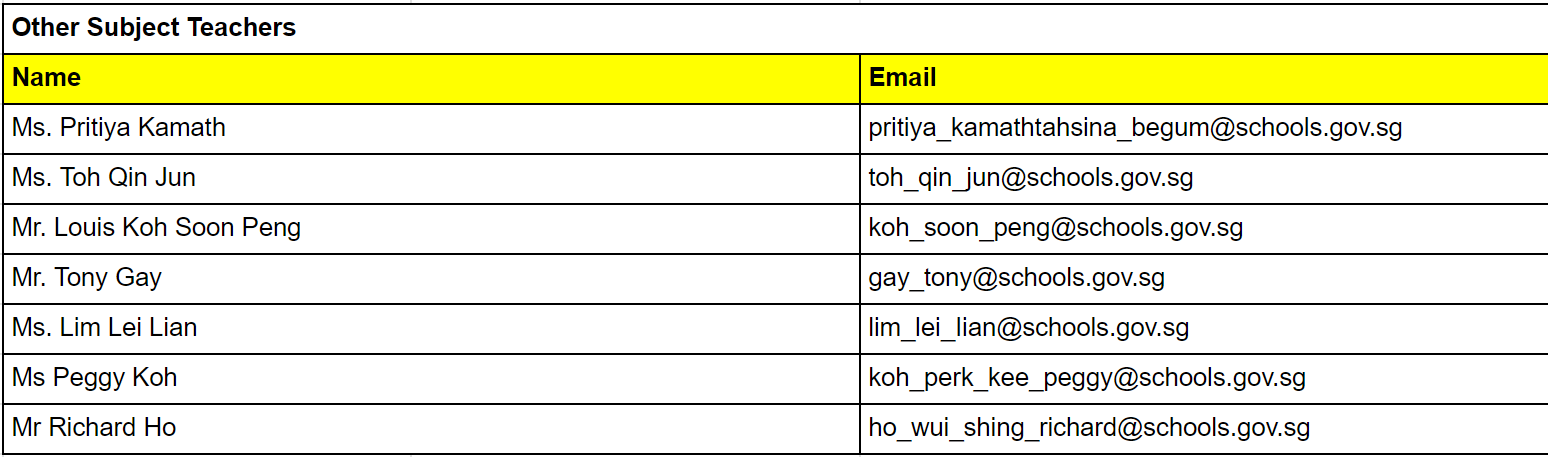 Other Subject Teachers
Name Email
Ms. Pritiya Kamath pritiya_kamathtahsina_begum@schools.gov.sg
Ms. Toh Qin Jun toh_qin_jun@schools.gov.sg
Mr. Louis Koh Soon Peng koh_soon_peng@schools.gov.sg
Mr. Tony Gay gay_tony@schools.gov.sg
Ms. Lim Lei Lian lim_lei_lian@schools.gov.sg
Ms Peggy Koh koh_perk_kee_peggy@schools.gov.sg
Mr Richard Ho ho_wui_shing_richard@schools.gov.sg